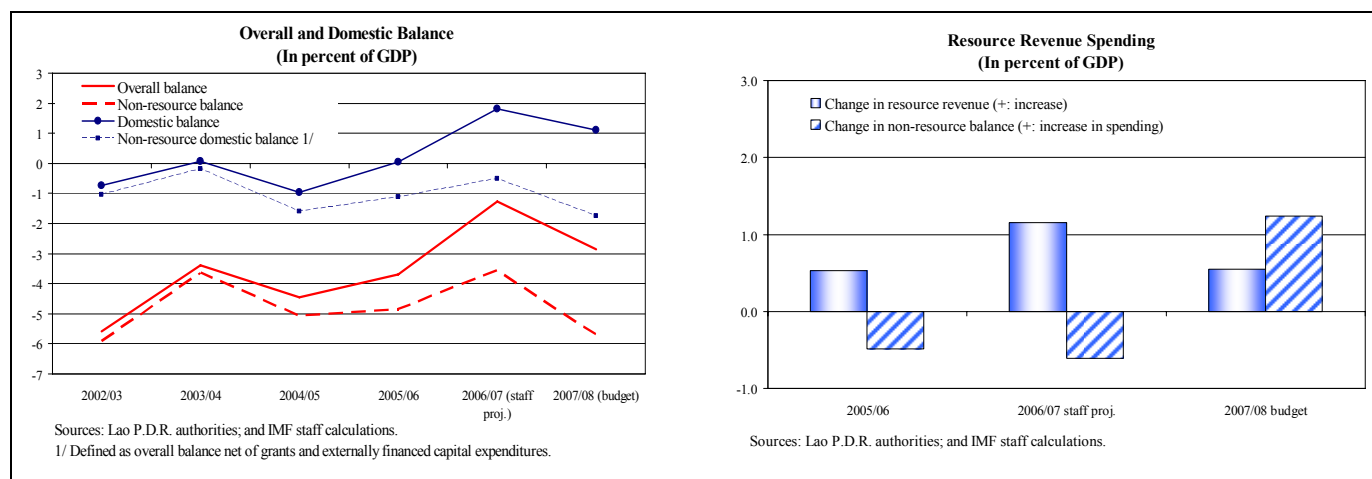 Overall and Domestic Balance
(In percent of GDP)
3
2
1
0
-1
-2
-3
-4
-5
-6
-7
Overall balance
Non-resource balance
Domestic balance
Non-resource domestic balance 1/
2002/03 2003/04 2004/05 2005/06 2006/07 (staff 2007/08 (budget)
proj.)
Sources: Lao P.D.R. authorities; and IMF staff calculations.
1/ Defined as overall balance net of grants and externally financed capital expenditures.
Resource Revenue Spending
(In percent of GDP)
3.0
2.0
1.0
0.0
-1.0
Change in resource revenue (+: increase)
Change in non-resource balance (+: increase in spending)
2005/06 2006/07 staff proj. 2007/08 budget
Sources: Lao P.D.R. authorities; and IMF staff calculations.